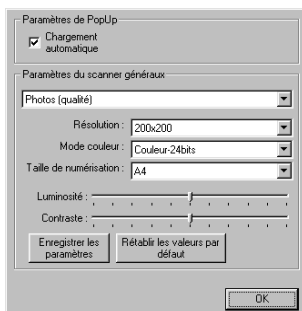 Paramètres de PopUp
Chargement
automatique
Paramètres du scanner généraux
Photos (qualité)
Résolution : 200x200
Mode couleur : Couleur-24bits
Taille de numérisation : A4
Luminosité :
Contraste :
Enregistrer les
paramètres
Rétablir les valeurs par
défaut
OK